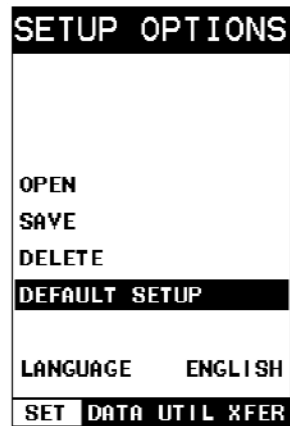 SETUP OPTIONS
OPEN
SAVE
DELETE
DEFAULT SETUP
LANGUAGE ENGLISH
SET DATA UTIL XFER